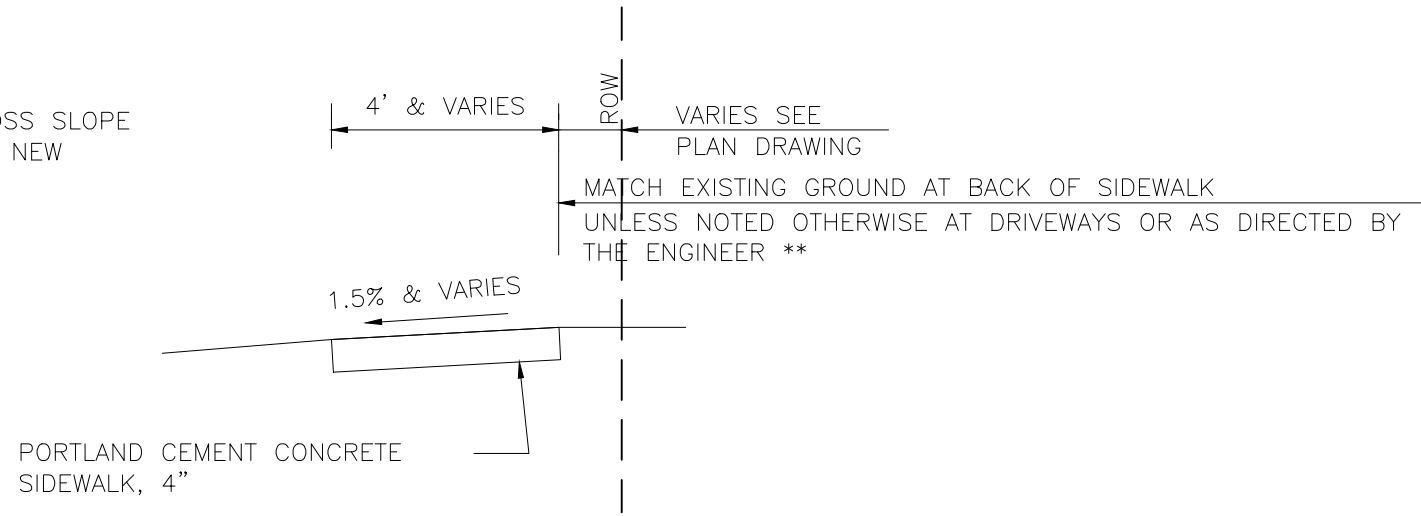 4' & VARIES
ROW
VARIES SEE
PLAN DRAWING
SLOPE
NEW
MATCH EXISTING GROUND AT BACK OF SIDEWALK
UNLESS NOTED OTHERWISE AT DRIVEWAYS OR AS DIRECTED BY
THE ENGINEER **
1.5% & VARIES
PORTLAND CEMENT CONCRETE
SIDEWALK, 4"